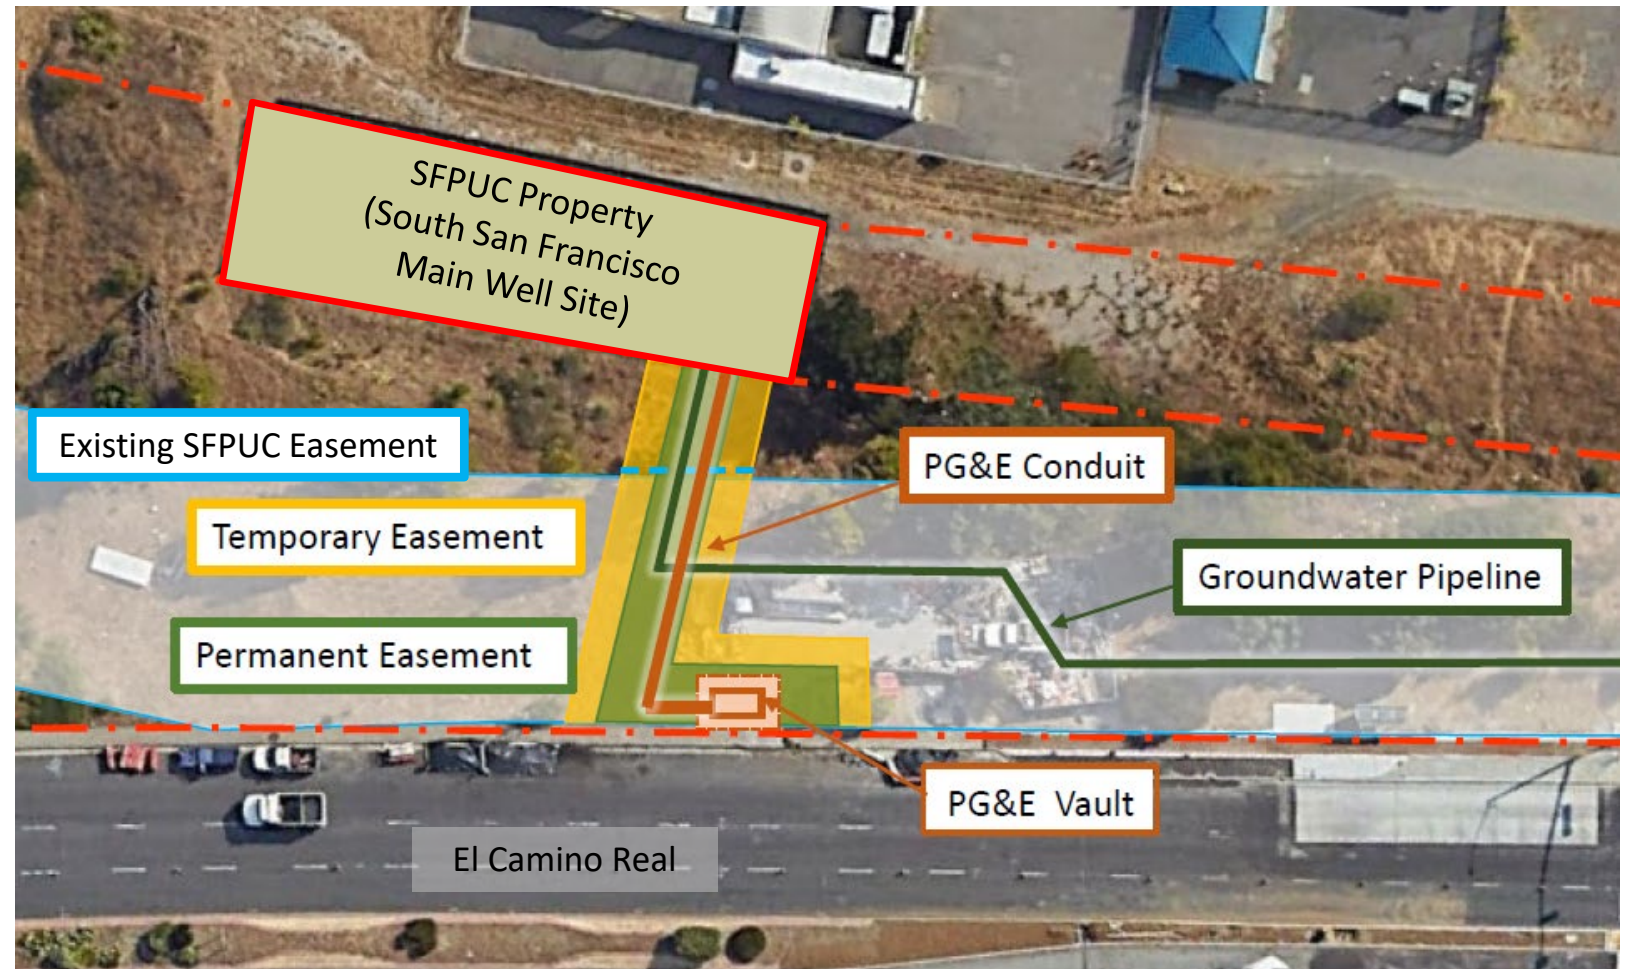 SFPUC Property
(South San Francisco
Main Well Site)
Existing SFPUC Easement
PG&E Conduit
Temporary Easement
Groundwater Pipeline
Permanent Easement
PG&E Vault
El Camino Real